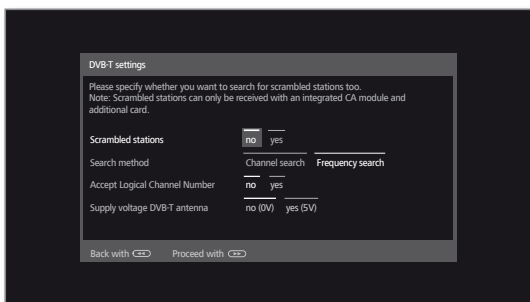 DVB-T settings
Please specify whether you want to search for scrambled stations too.
Note: Scrambled stations can only be received with an integrated CA module and
additional card.
Scrambled stations no yes
Search method Channel search Frequency search
Accept Logical Channel Number no yes
Supply voltage DVB-T antenna no (0V) yes (5V)
Back with Proceed with